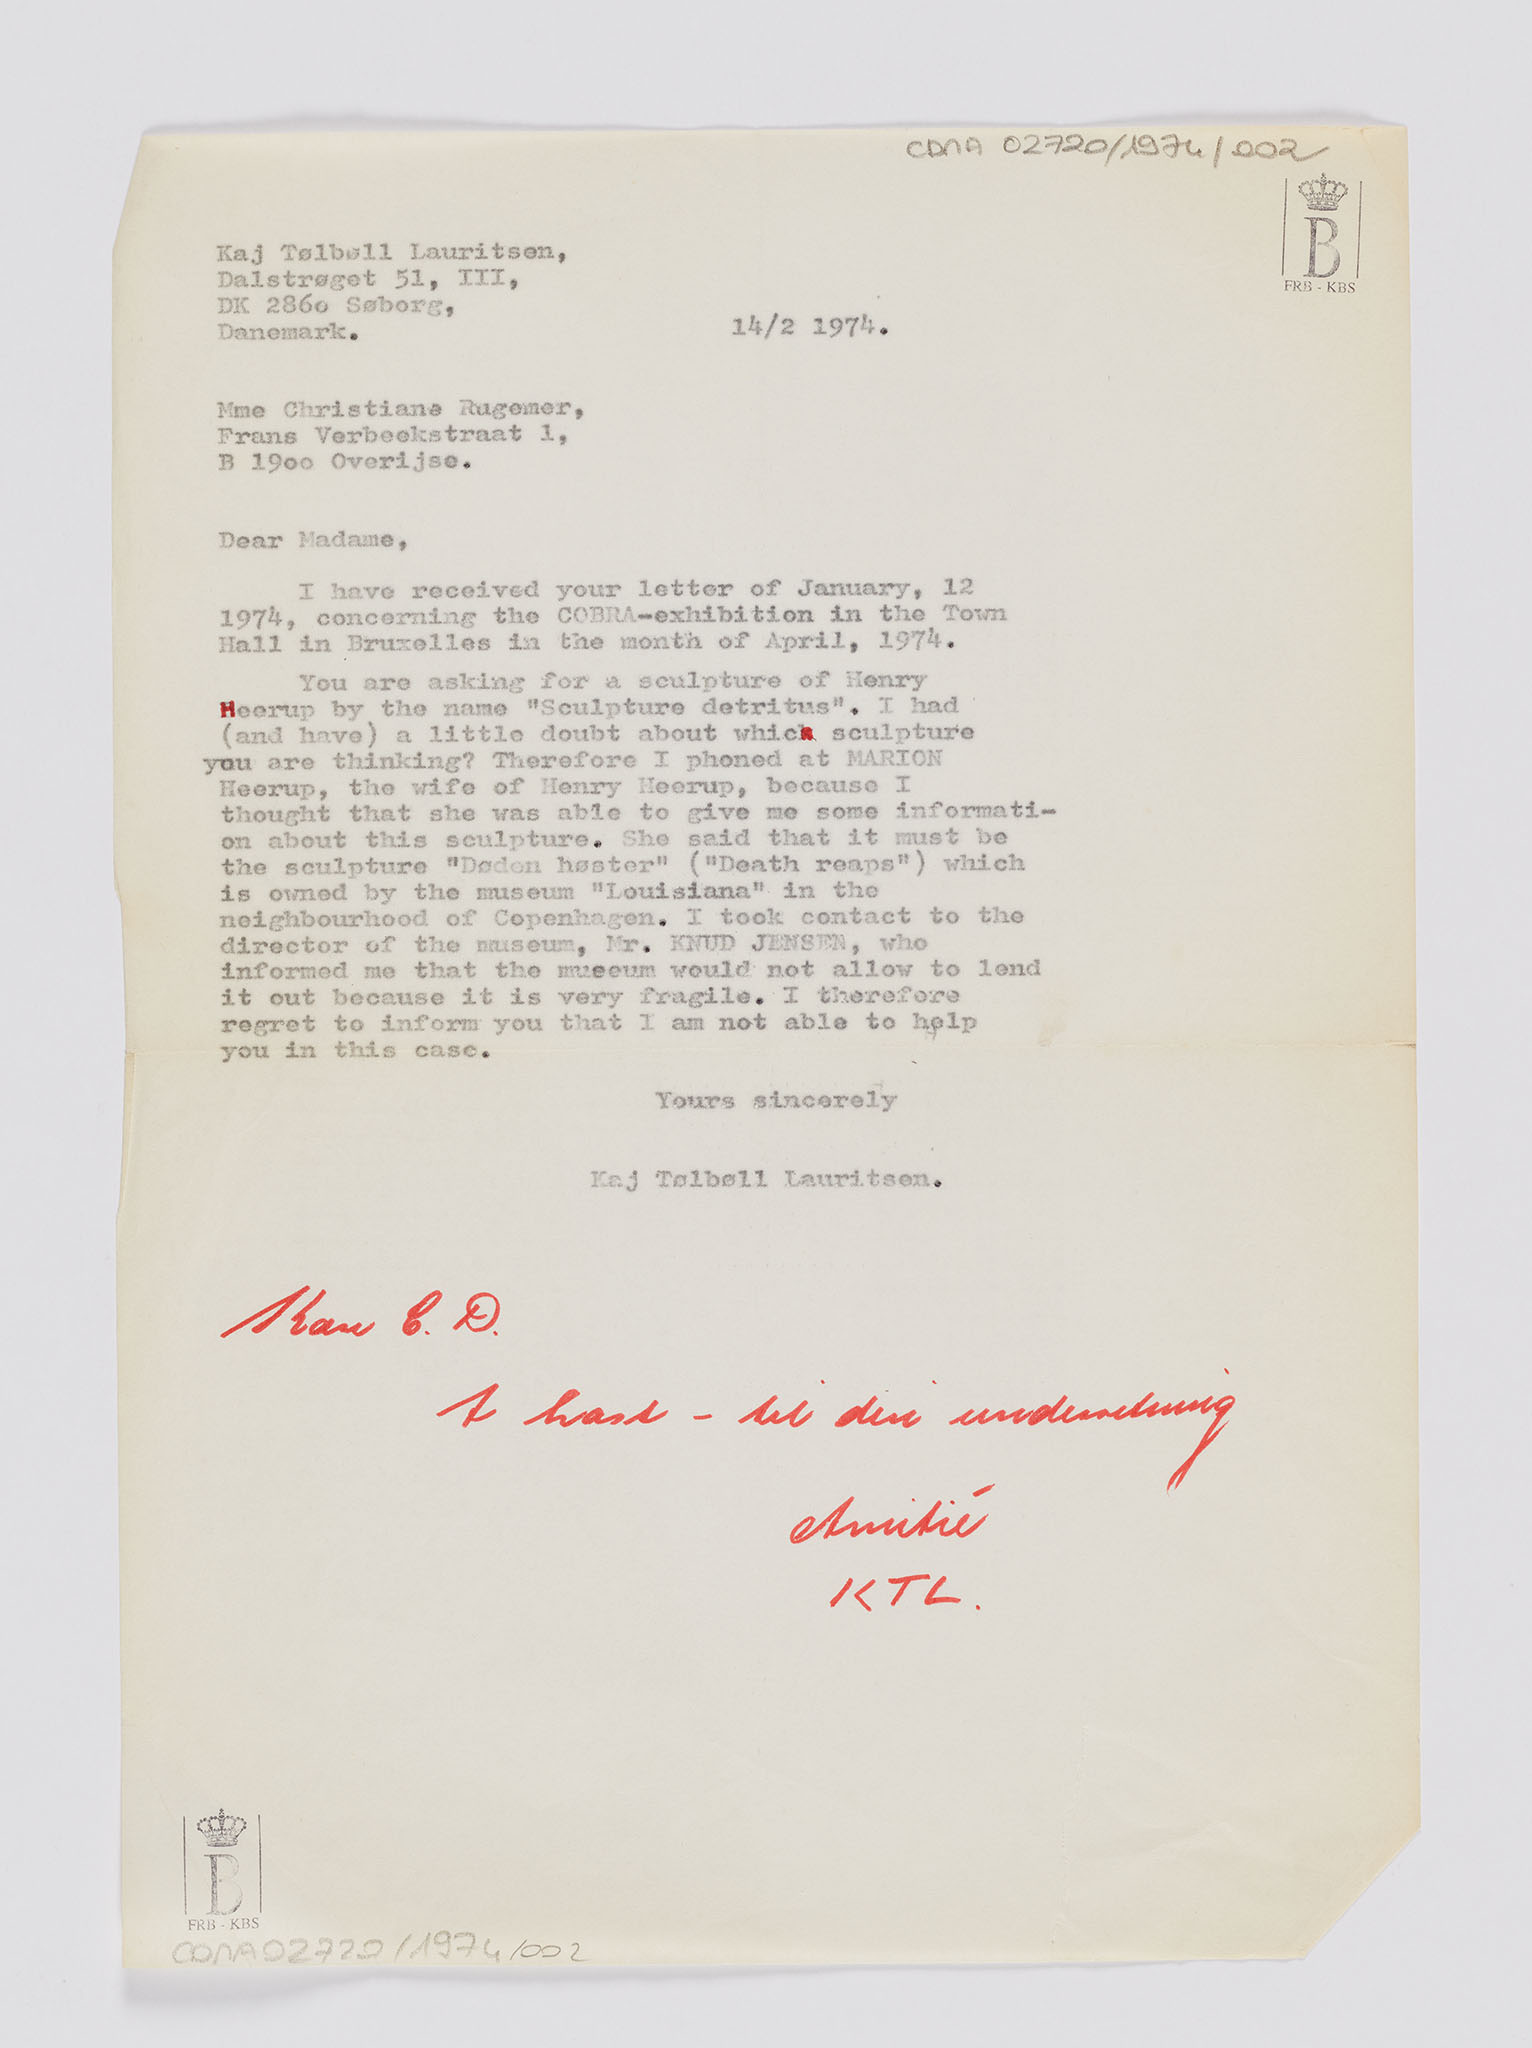 CDMA 02720/1974/002
B
FRB - KBS
Kaj Tølbøll Lauritsen,
Dalstrøget 51, III,
DK 286o Søborg,
Danemark.
14/2 1974.
Mme Christiane Rugemer,
Frans Verbeekstraat 1,
B 19oo Overijse.
Dear Madame,
I have received your letter of January, 12
1974, concerning the COBRA-exhibition in the Town
Hall in Bruxelles in the month of April, 1974.
You are asking for a sculpture of Henry
Heerup by the name "Sculpture detritus". I had
(and have) a little doubt about which sculpture
you are thinking? Therefore I phoned at MARION
Heerup, the wife of Henry Heerup, because I
thought that she was able to give me some informati-
on about this sculpture. She said that it must be
the sculpture "Døden høster" ("Death reaps") which
is owned by the museum "Louisiana" in the
neighbourhood of Copenhagen. I took contact to the
director of the museum, Mr. KNUD JENSEN, who
informed me that the museum would not allow to lend
it out because it is very fragile. I therefore
regret to inform you that I am not able to help
you in this case.
Yours sincerely
Kaj Tølbøll Lauritsen.
Kære C. D.
I hast - til din underretning
Amitié
KTL.
B
FRB - KBS
CDMA02720/1974/002